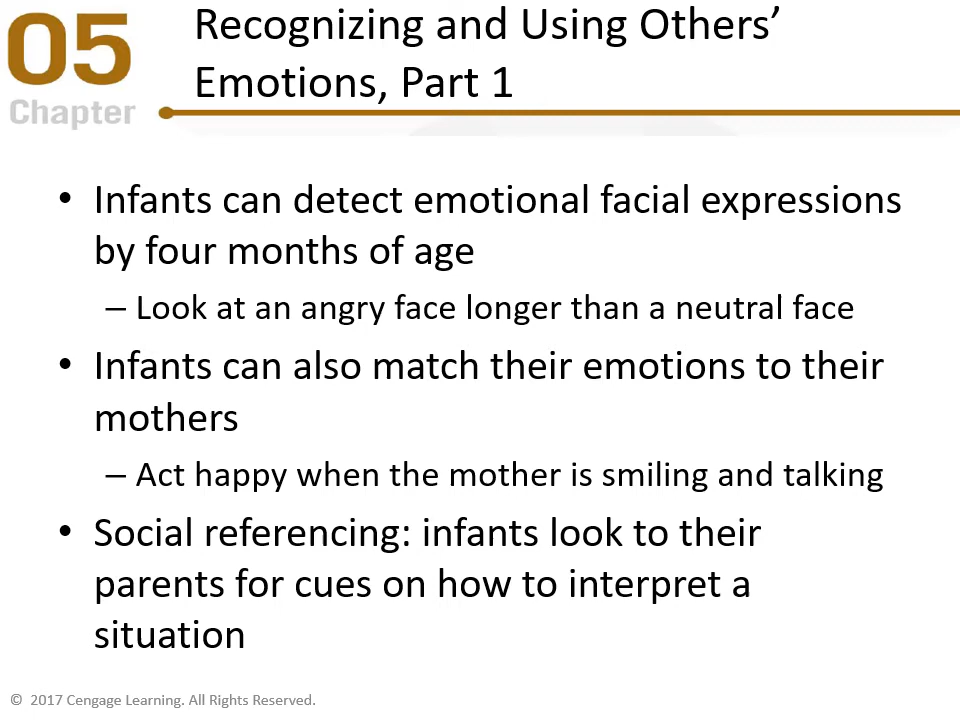 05
Chapter
Recognizing and Using Others’
Emotions, Part 1
• Infants can detect emotional facial expressions
by four months of age
– Look at an angry face longer than a neutral face
• Infants can also match their emotions to their
mothers
– Act happy when the mother is smiling and talking
• Social referencing: infants look to their
parents for cues on how to interpret a
situation
© 2017 Cengage Learning. All Rights Reserved.